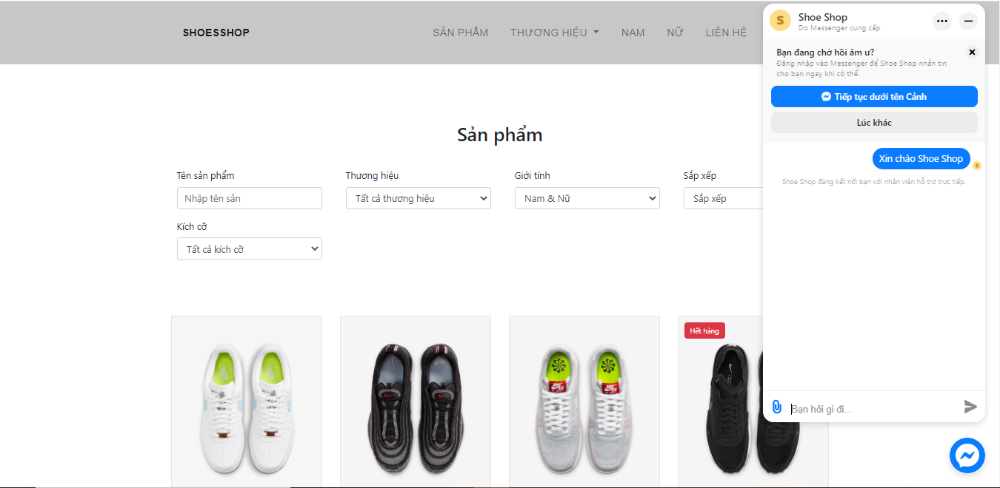 SHOESSHOP
SẢN PHẨM
THƯƠNG HIỆU
NAM
NỮ
LIÊN HỆ
Sản phẩm
Tên sản phẩm
Thương hiệu
Giới tính
Sắp xếp
Nhập tên sản
Tất cả thương hiệu
Nam & Nữ
Sắp xếp
Kích cỡ
Tất cả kích cỡ
Hết hàng
S
Shoe Shop
Do Messenger cung cấp
Bạn đang chờ hồi âm ư?
Đăng nhập vào Messenger để Shoe Shop nhắn tin
cho bạn ngay khi có thể.
Tiếp tục dưới tên Cảnh
Lúc khác
Xin chào Shoe Shop
S
Shoe Shop đang kết nối bạn với nhân viên hỗ trợ trực tiếp.
Bạn hỏi gì đi...